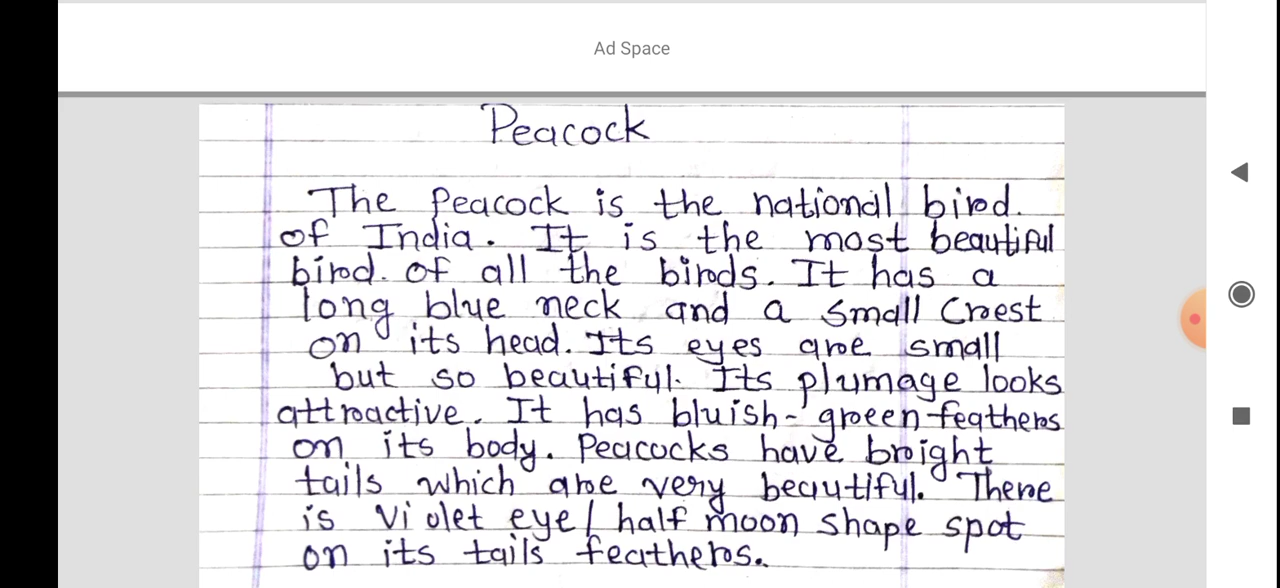 Ad Space
Peacock
The Peacock is the national bird.
of India. It is the most beautiful
bird. of all the birds. It has a
long blue neck and a small Crest
on its head. Its eyes are small
but so beautiful. Its plumage looks
attractive. It has bluish-green feathers
on its body. Peacocks have bright
tails which are very beautiful. There
is Violet eye/half moon shape spot
on its tails feathers.